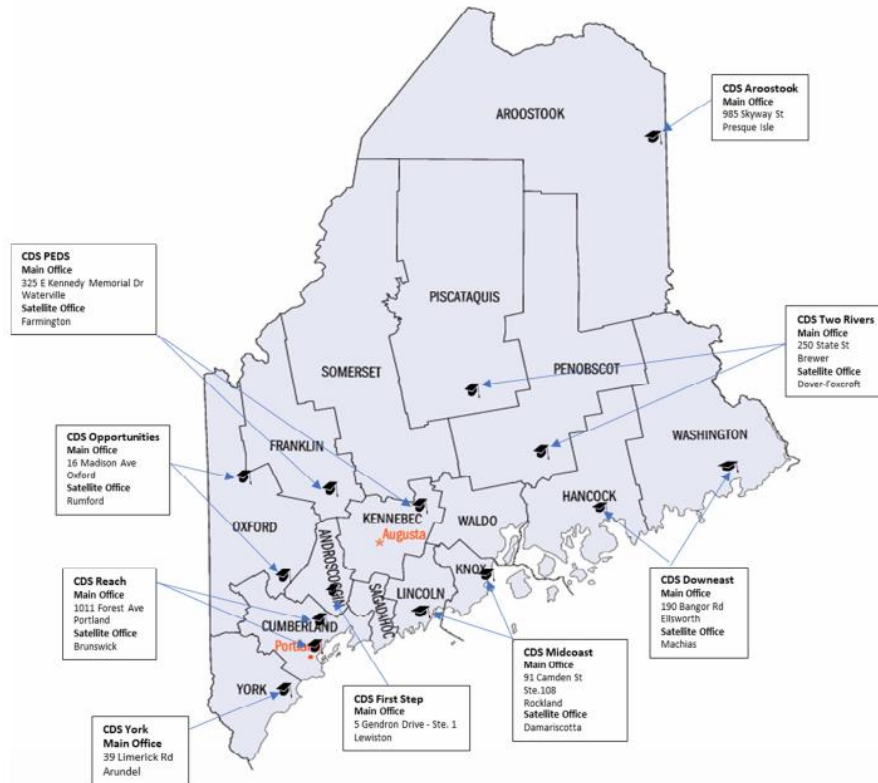 CDS Aroostook
Main Office
985 Skyway St
Presque Isle
AROOSTOOK
CDS PEDS
Main Office
325 E Kennedy Memorial Dr
Waterville
Satellite Office
Farmington
PISCATAQUIS
CDS Two Rivers
Main Office
250 State St
Brewer
Satellite Office
Dover-Foxcroft
SOMERSET
PENOBSCOT
CDS Opportunities
Main Office
16 Madison Ave
Oxford
Satellite Office
Rumford
FRANKLIN
WASHINGTON
HANCOCK
OXFORD
KENNEBEC
WALDO
Augusta
ANDROSCOGGIN
KNOX
SAGADAHOC
LINCOLN
CDS Reach
Main Office
1011 Forest Ave
Portland
Satellite Office
Brunswick
CUMBERLAND
CDS Downeast
Main Office
190 Bangor Rd
Ellsworth
Satellite Office
Machias
CDS Midcoast
Main Office
91 Camden St
Ste.108
Rockland
Satellite Office
Damariscotta
YORK
CDS First Step
Main Office
5 Gendron Drive - Ste. 1
Lewiston
CDS York
Main Office
39 Limerick Rd
Arundel